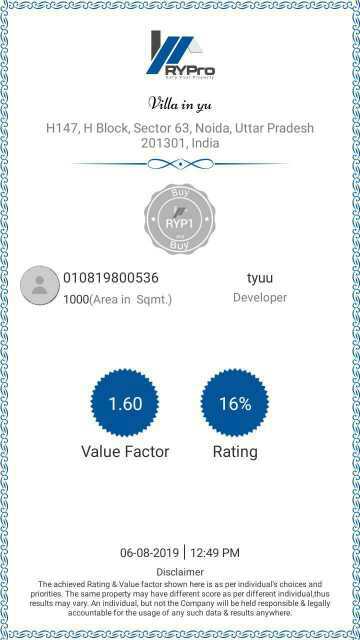 RYPro
Rate Your Property
Villa in yu
H147, H Block, Sector 63, Noida, Uttar Pradesh
201301, India
Buy
RYP1
Buy
010819800536
tyuu
1000(Area in Sqmt.)
Developer
1.60
16%
Value Factor
Rating
06-08-2019 | 12:49 PM
Disclaimer
The achieved Rating & Value factor shown here is as per individual's choices and
priorities. The same property may have different score as per different individual,thus
results may vary. An individual, but not the Company will be held responsible & legally
accountable for the usage of any such data & results anywhere.